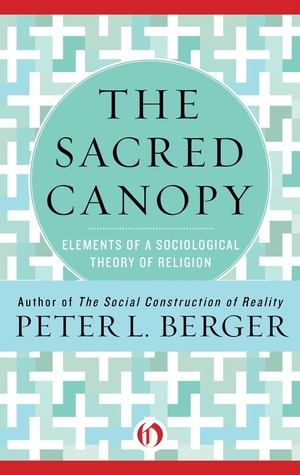 THE
SACRED
CANOPY
ELEMENTS OF A SOCIOLOGICAL
THEORY OF RELIGION
Author of The Social Construction of Reality
PETER L. BERGER